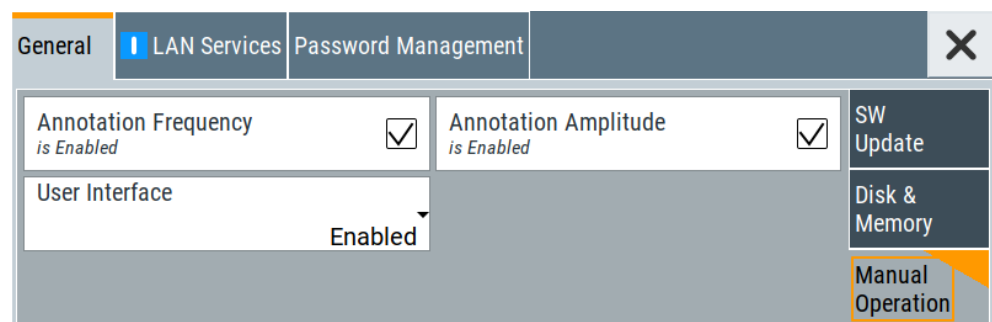 General
LAN Services
Password Management
Annotation Frequency
is Enabled
Annotation Amplitude
is Enabled
User Interface
Enabled
SW
Update
Disk &
Memory
Manual
Operation